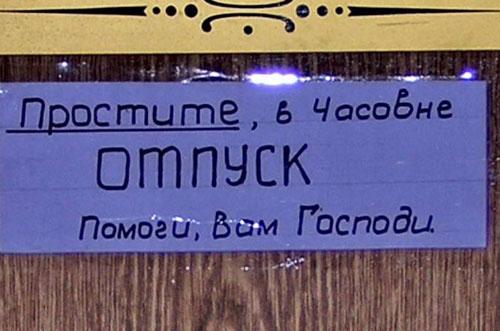 Простите, в Часовне
ОТПУСК
Помоги, Вам Господи.